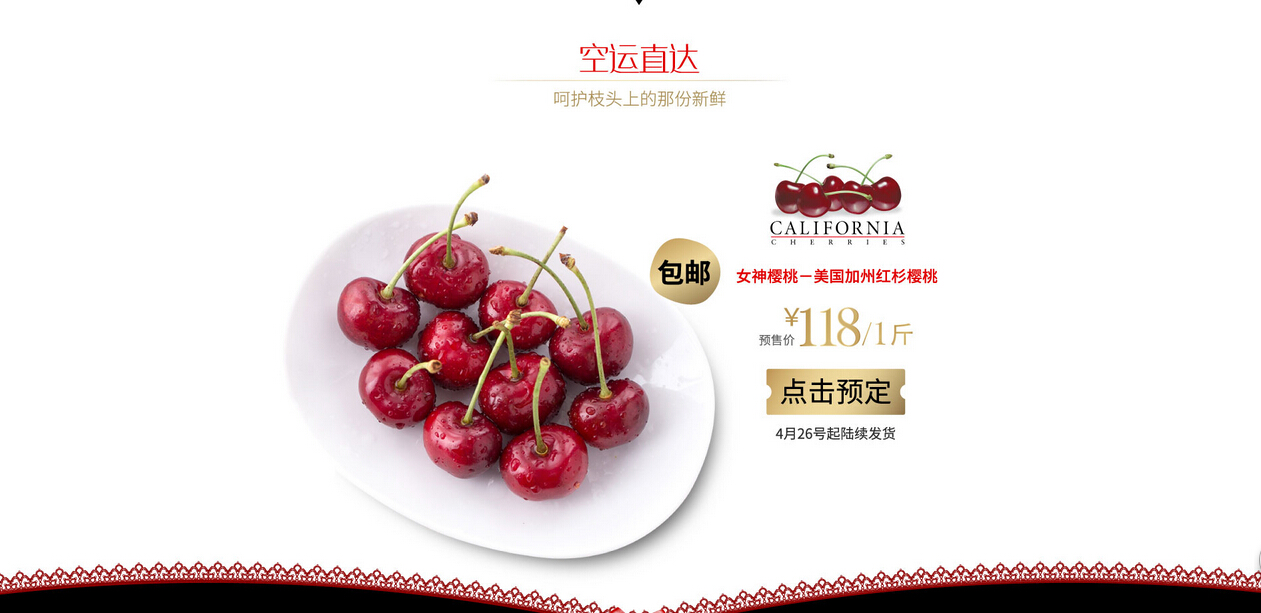 空运直达
呵护枝头上的那份新鲜
CALIFORNIA
CHERRIES
包邮
女神樱桃－美国加州红杉樱桃
预售价¥118/1斤
点击预定
4月26号起陆续发货